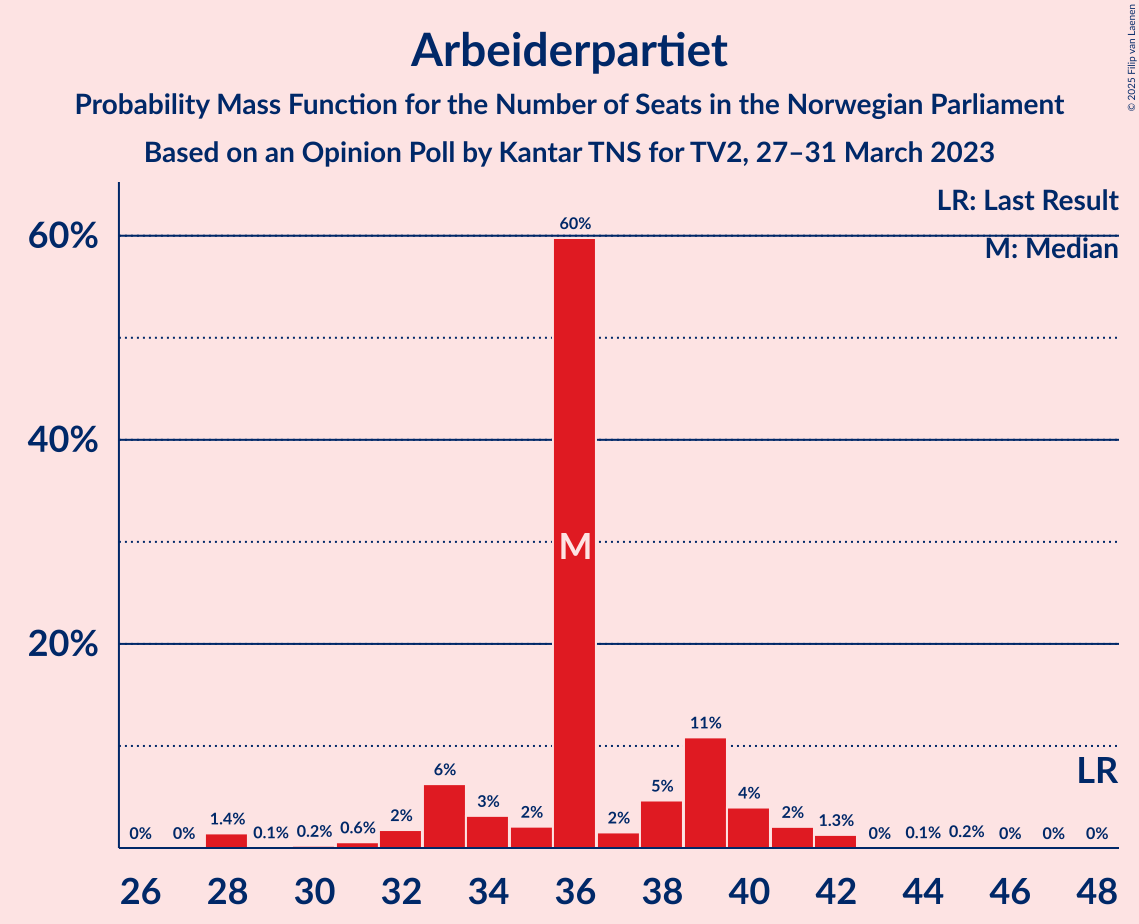 Arbeiderpartiet
Probability Mass Function for the Number of Seats in the Norwegian Parliament
Based on an Opinion Poll by Kantar TNS for TV2, 27–31 March 2023
© 2025 Filip van Laenen
LR: Last Result
M: Median
60%
40%
20%
0% 0% 1.4% 0.1% 0.2% 0.6% 2% 6% 3% 2% 60% 2% 5% 11% 4% 2% 1.3% 0% 0.1% 0.2% 0% 0% 0%
M
LR
26 28 30 32 34 36 38 40 42 44 46 48